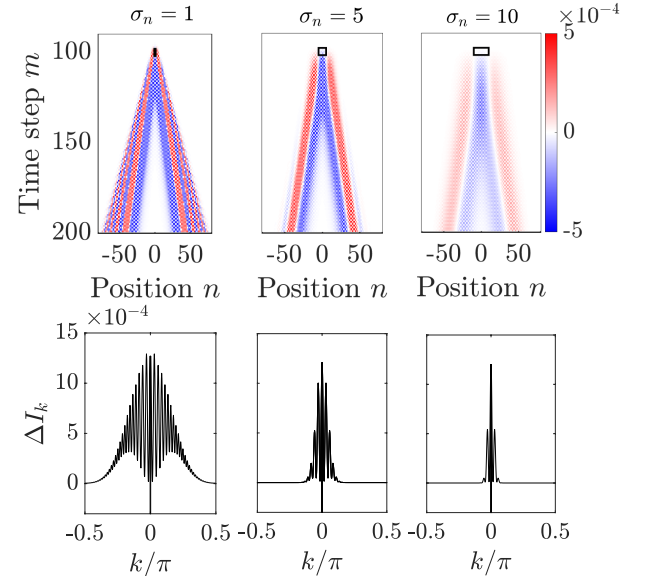 σₙ = 1 σₙ = 5 σₙ = 10 ×10⁻⁴
Time step m
100
150
200
5
0
-5
-50 0 50 -50 0 50 -50 0 50
Position n Position n Position n
×10⁻⁴
ΔIₖ
15
10
5
0
-0.5 0 0.5 -0.5 0 0.5 -0.5 0 0.5
k/π k/π k/π